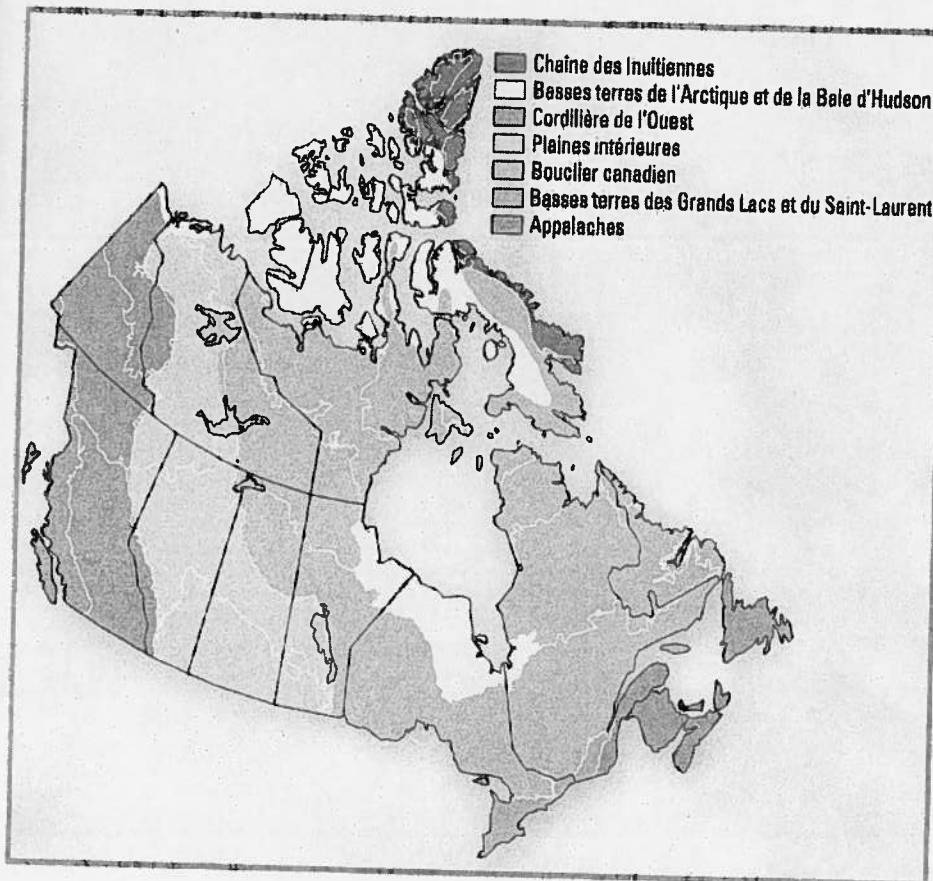 Chaîne des Inuitiennes
Basses terres de l'Arctique et de la Baie d'Hudson
Cordillère de l'Ouest
Plaines intérieures
Bouclier canadien
Basses terres des Grands Lacs et du Saint-Laurent
Appalaches